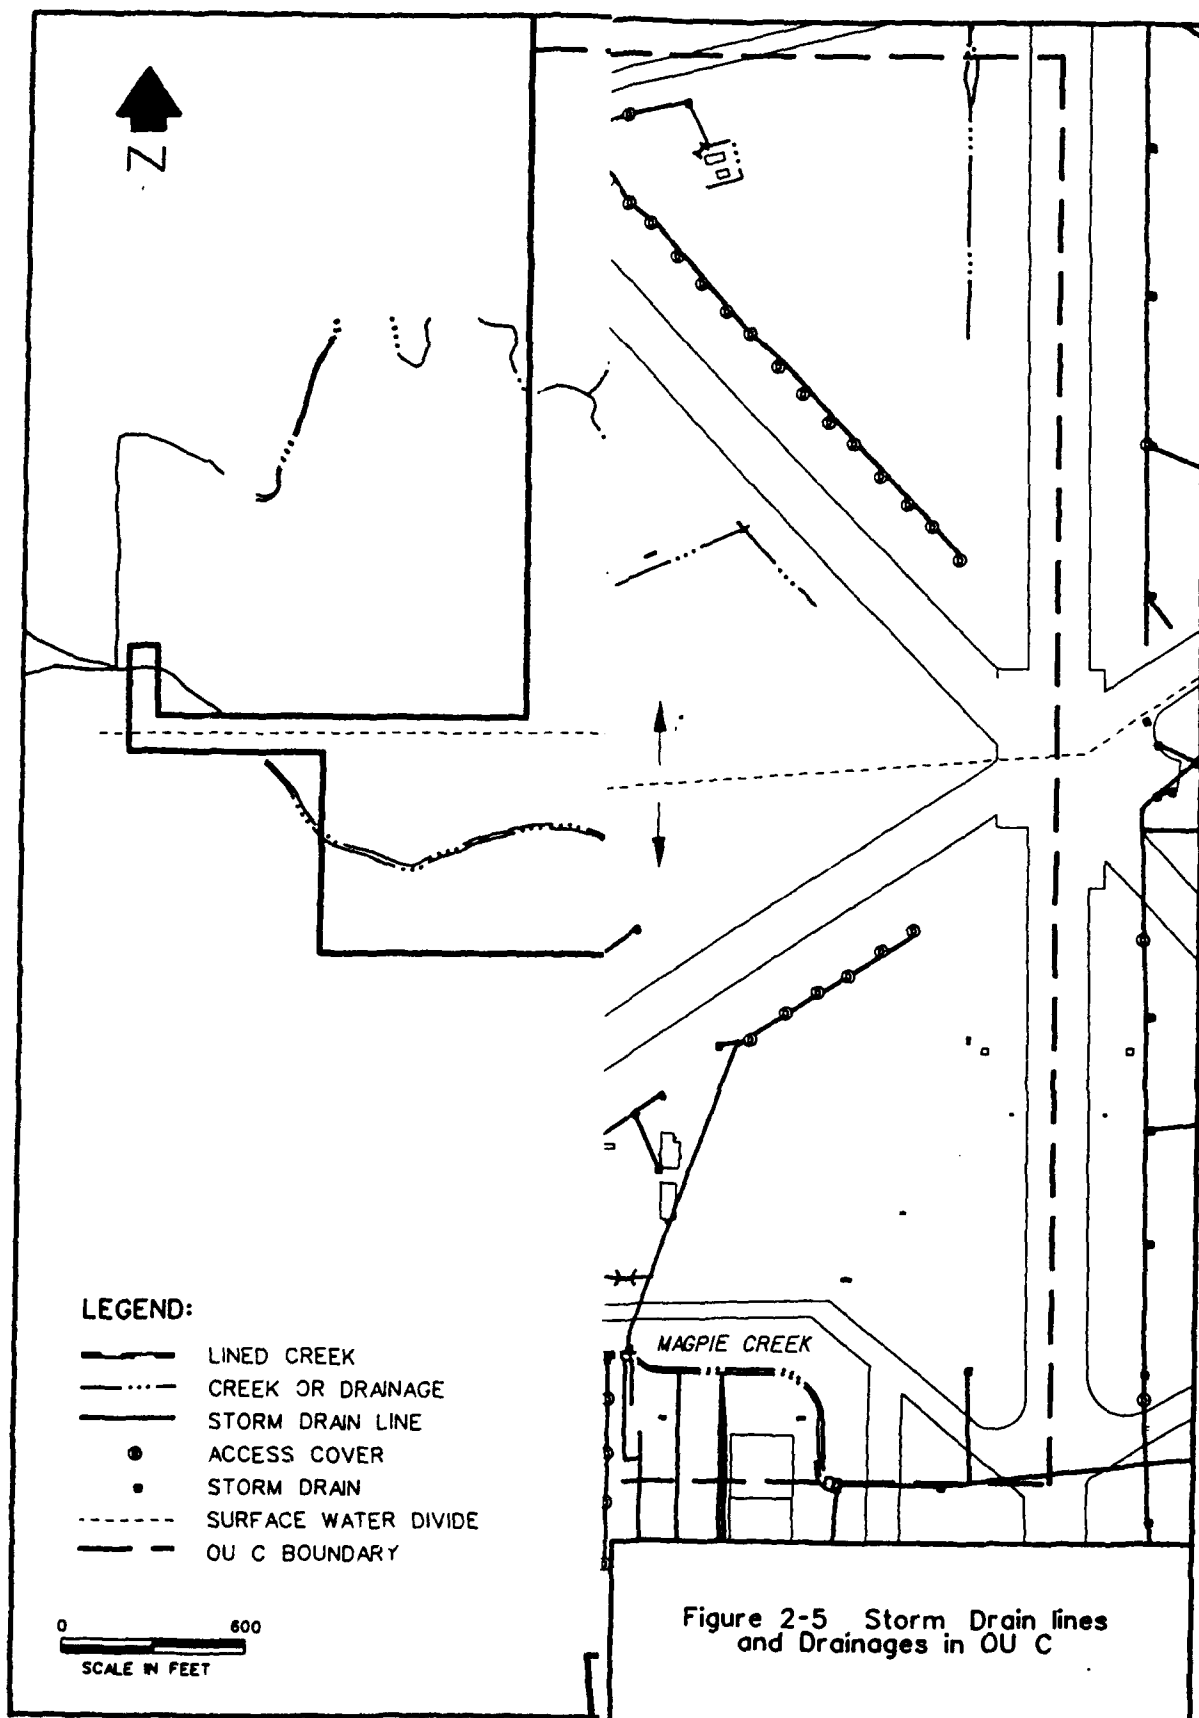 N
MAGPIE CREEK
LEGEND:
LINED CREEK
CREEK OR DRAINAGE
STORM DRAIN LINE
ACCESS COVER
STORM DRAIN
SURFACE WATER DIVIDE
OU C BOUNDARY
0 600
SCALE IN FEET
Figure 2-5 Storm Drain lines
and Drainages in OU C